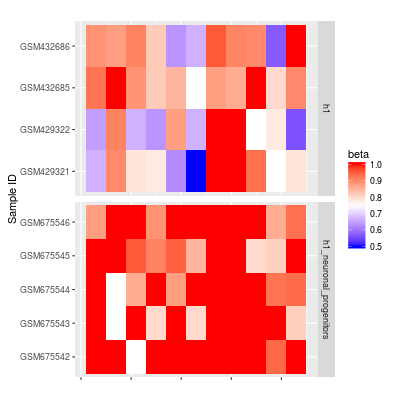 Sample ID
GSM432686
GSM432685
GSM429322
GSM429321
h1
GSM675546
GSM675545
GSM675544
GSM675543
GSM675542
h1_neuronal_progenitors
beta
1.0
0.9
0.8
0.7
0.6
0.5